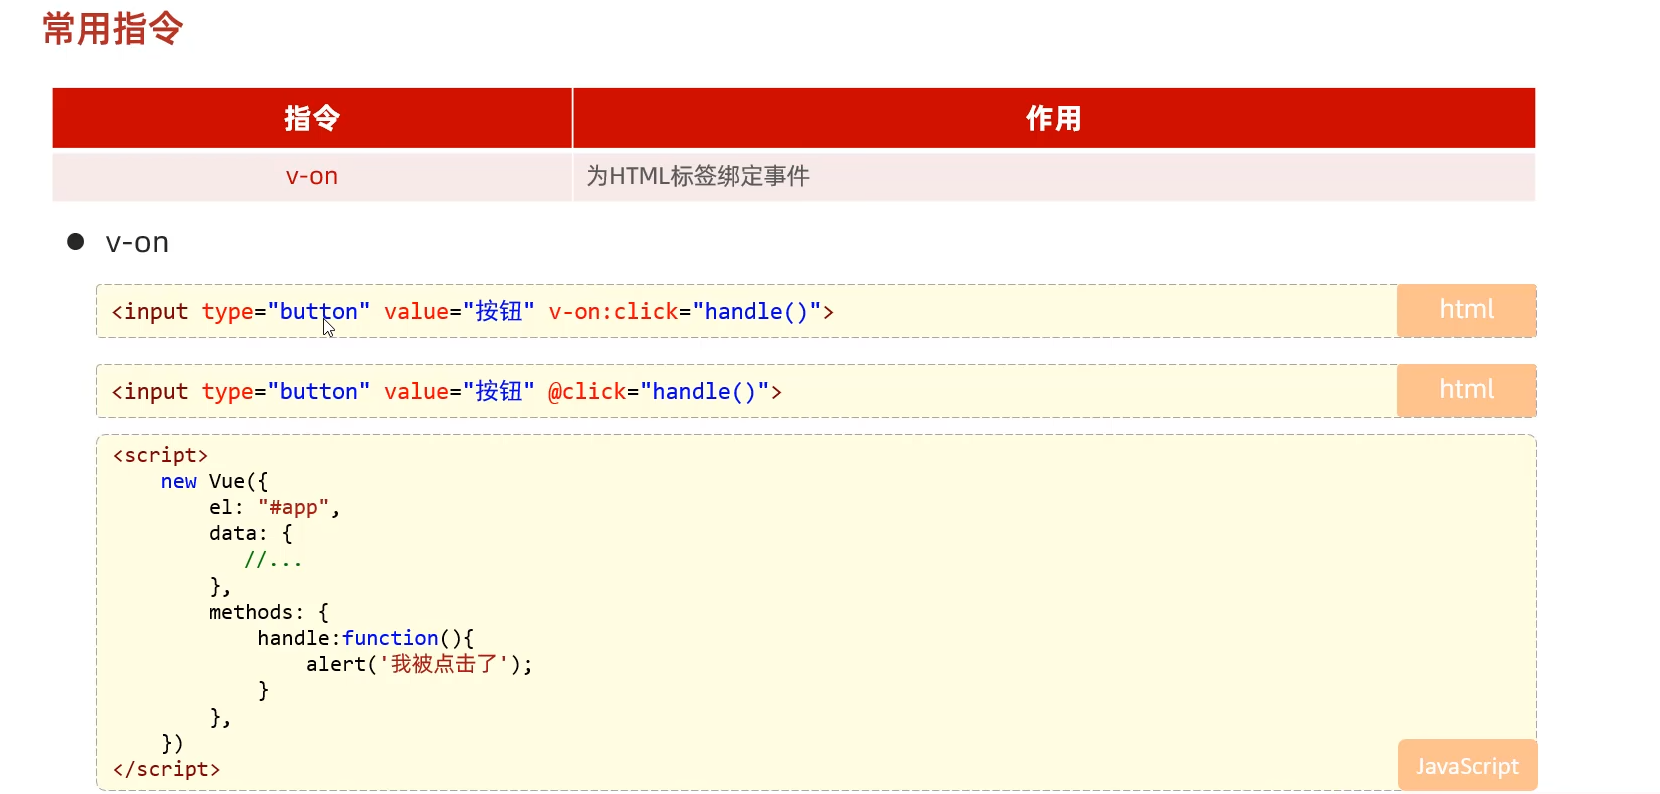 常用指令
指令 作用
v-on 为HTML标签绑定事件
● v-on
<input type="button" value="按钮" v-on:click="handle()"> html
<input type="button" value="按钮" @click="handle()"> html
<script>
    new Vue({
        el: "#app",
        data: {
           //...
        },
        methods: {
            handle:function(){
                alert('我被点击了');
            }
        },
    })
</script>
JavaScript